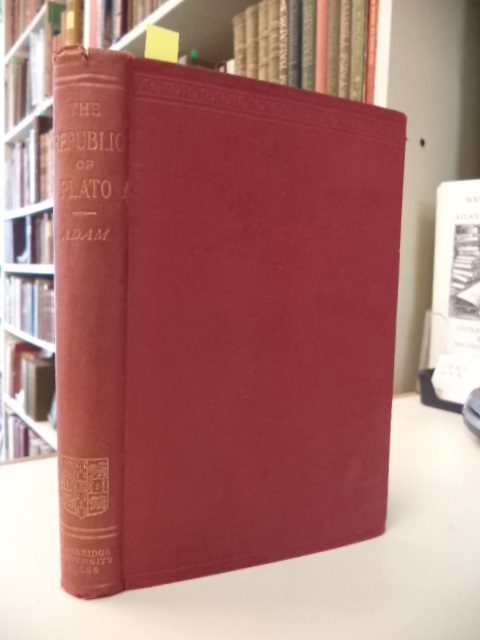 THE
REPUBLIC
OF
PLATO
ADAM
CAMBRIDGE
UNIVERSITY
PRESS